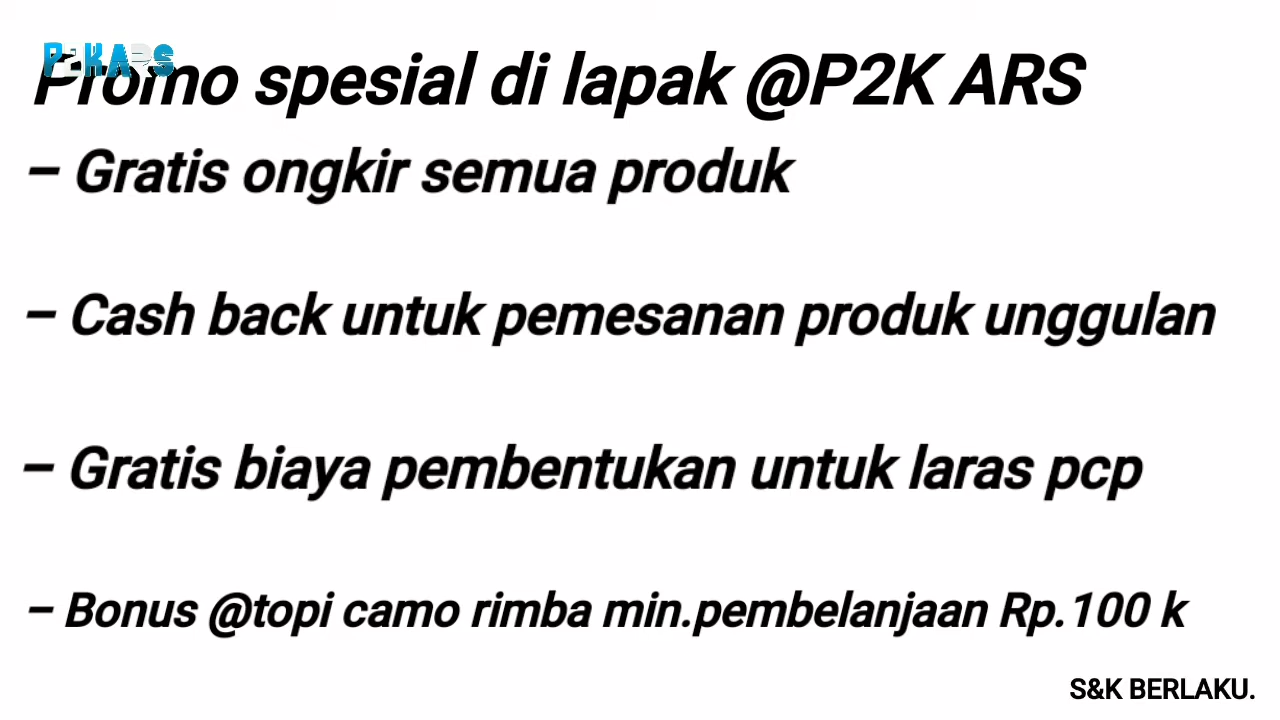 P2KARS
Promo spesial di lapak @P2K ARS
– Gratis ongkir semua produk
– Cash back untuk pemesanan produk unggulan
– Gratis biaya pembentukan untuk laras pcp
– Bonus @topi camo rimba min.pembelanjaan Rp.100 k
S&K BERLAKU.